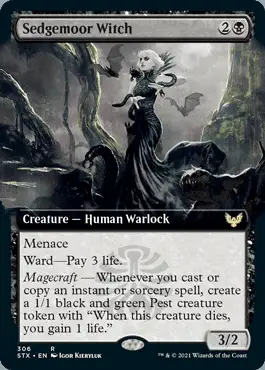 Sedgemoor Witch 2
Creature — Human Warlock
Menace
Ward—Pay 3 life.
Magecraft — Whenever you cast or
copy an instant or sorcery spell, create
a 1/1 black and green Pest creature
token with "When this creature dies,
you gain 1 life."
3/2
306 R
STX • EN Igor Kieryluk
™ & © 2021 Wizards of the Coast